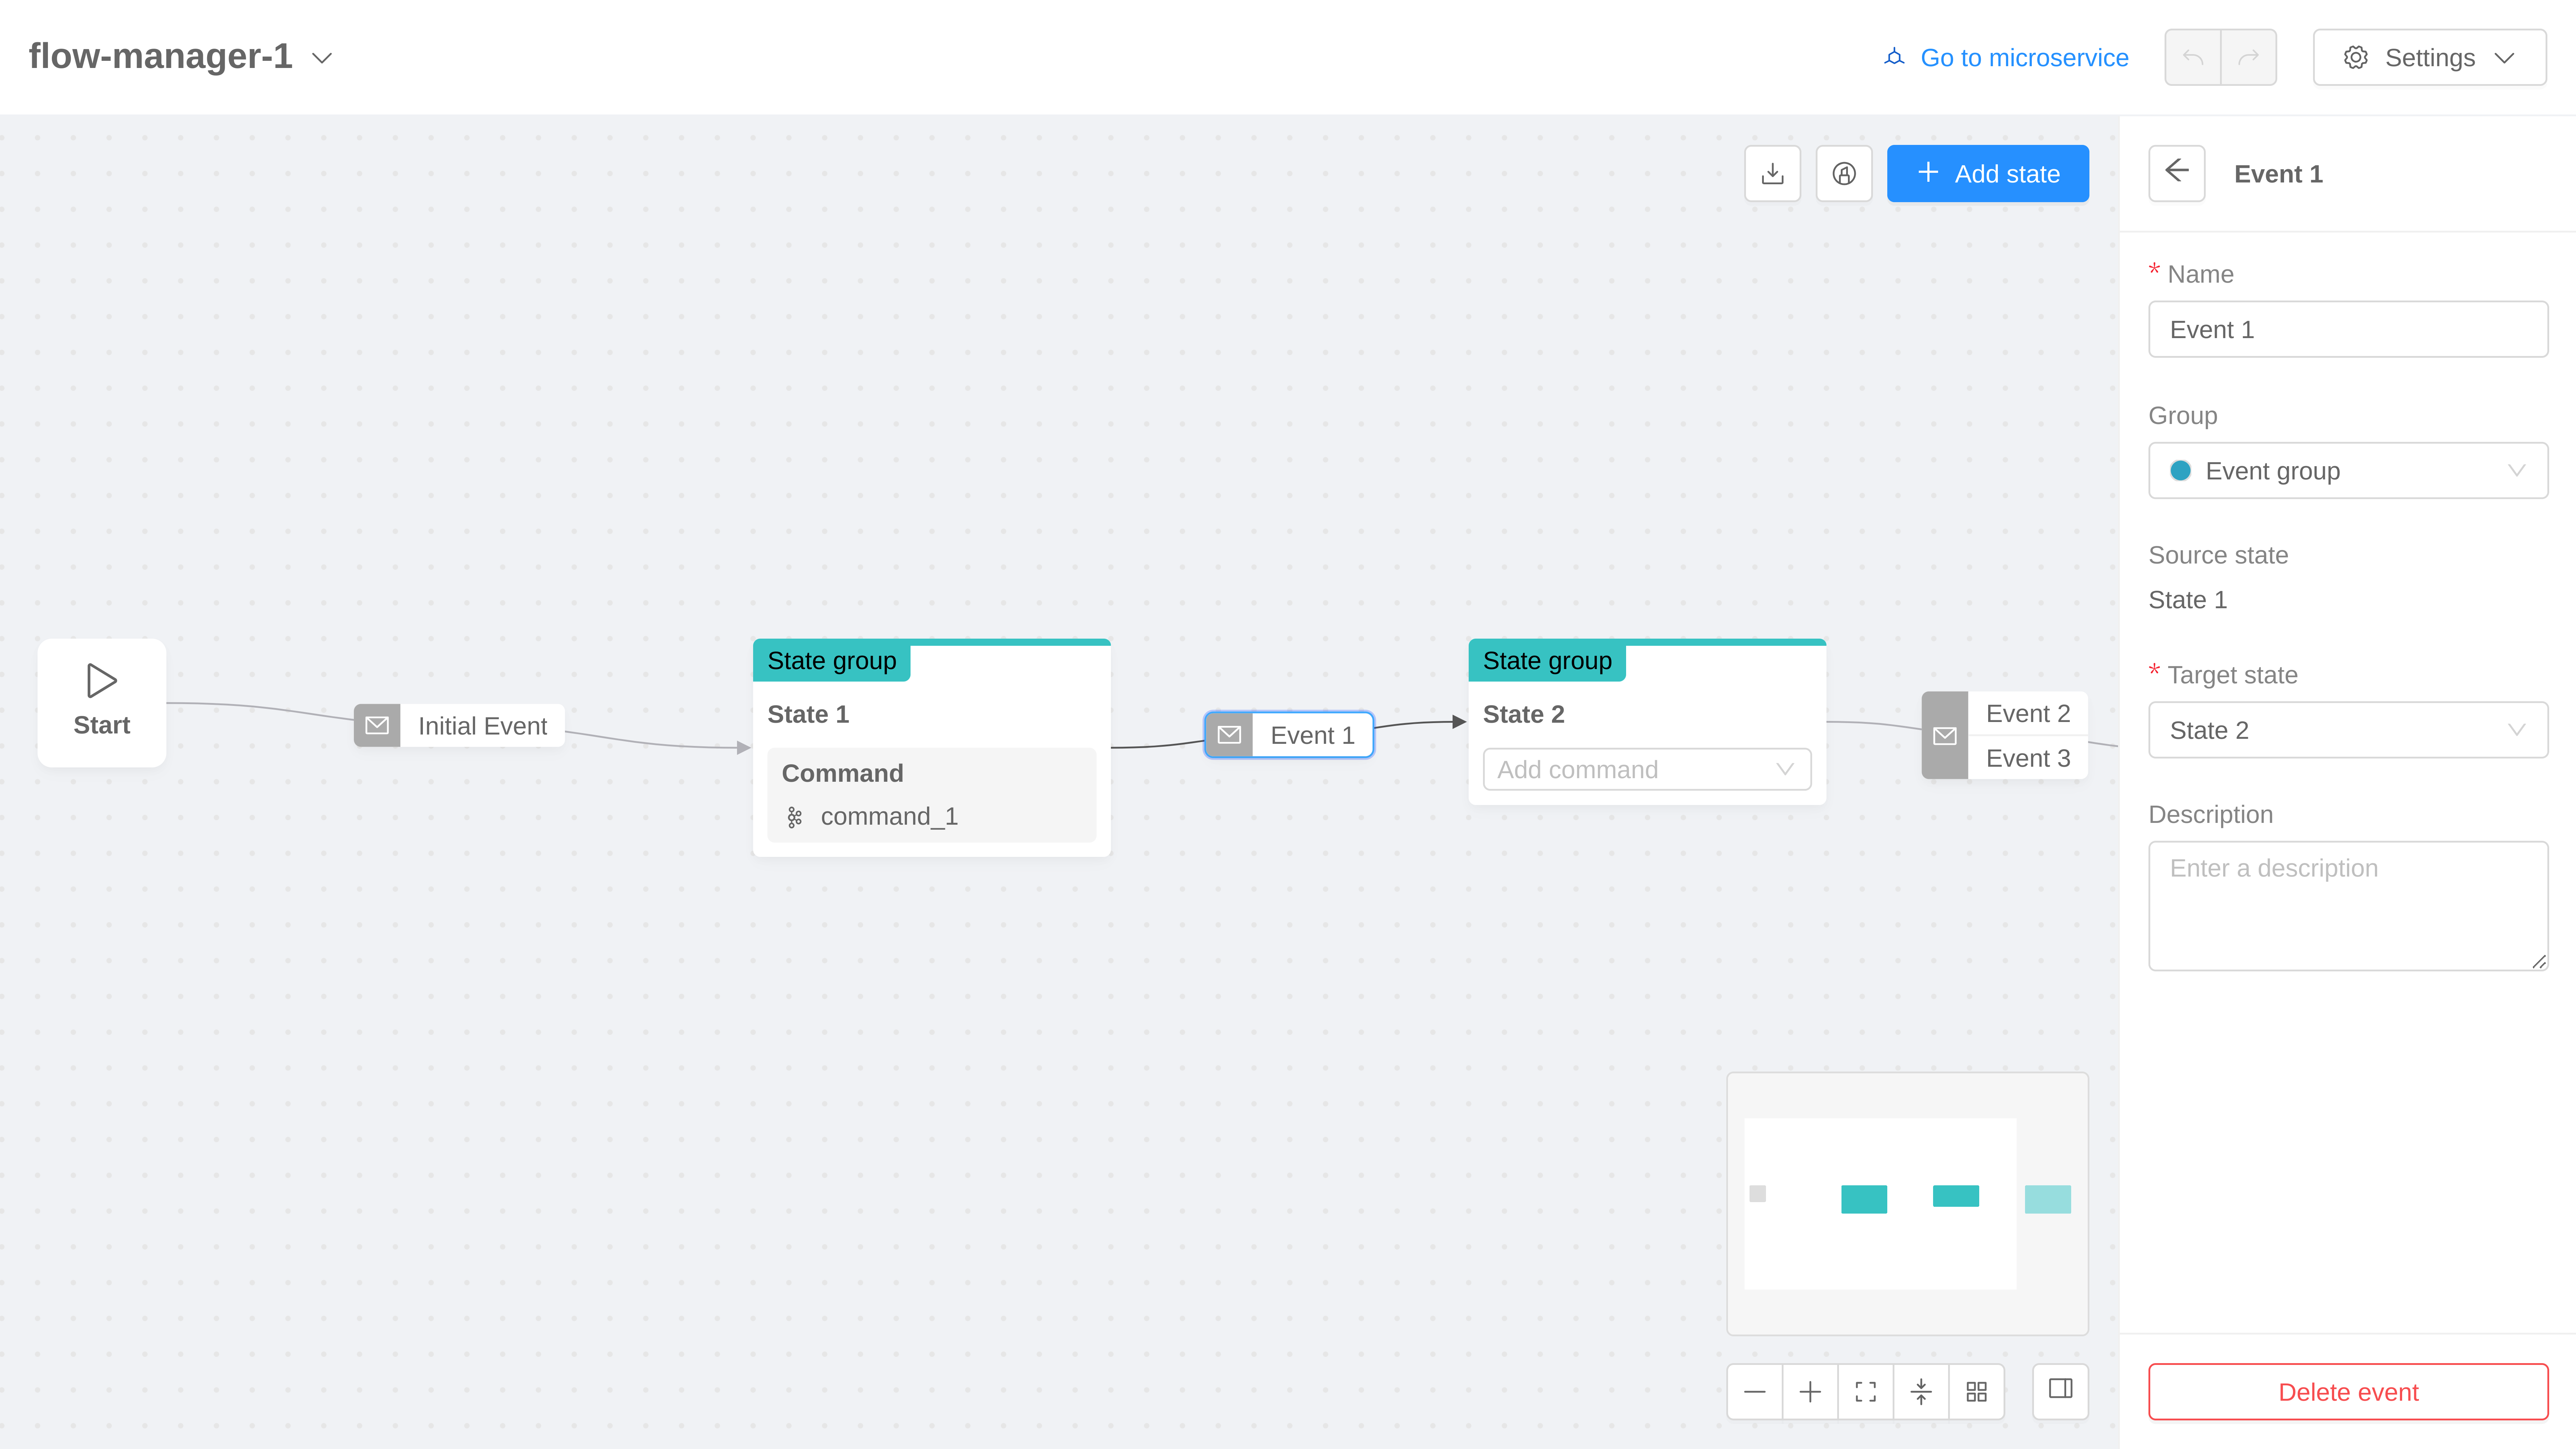 flow-manager-1
Go to microservice
Settings
Add state
Start
Initial Event
State group
State 1
Command
command_1
Event 1
State group
State 2
Add command
Event 2
Event 3
Event 1
* Name
Event 1
Group
Event group
Source state
State 1
* Target state
State 2
Description
Enter a description
Delete event